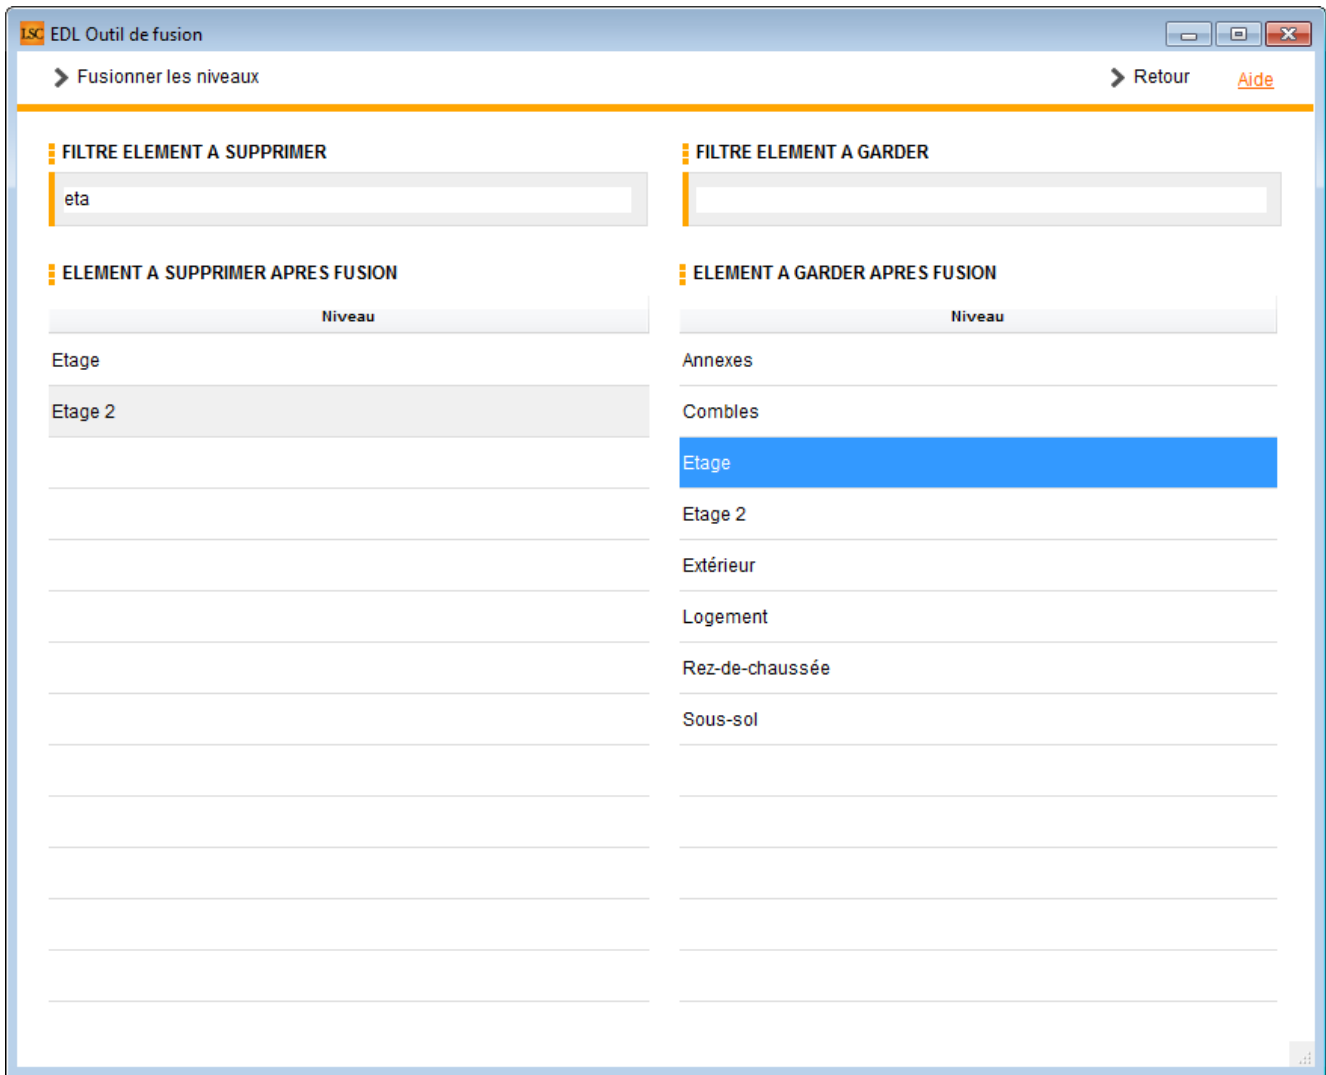 LSC EDL Outil de fusion
Fusionner les niveaux
Retour
Aide
FILTRE ELEMENT A SUPPRIMER
FILTRE ELEMENT A GARDER
eta
ELEMENT A SUPPRIMER APRES FUSION
ELEMENT A GARDER APRES FUSION
Niveau
Etage
Etage 2
Niveau
Annexes
Combles
Etage
Etage 2
Extérieur
Logement
Rez-de-chaussée
Sous-sol